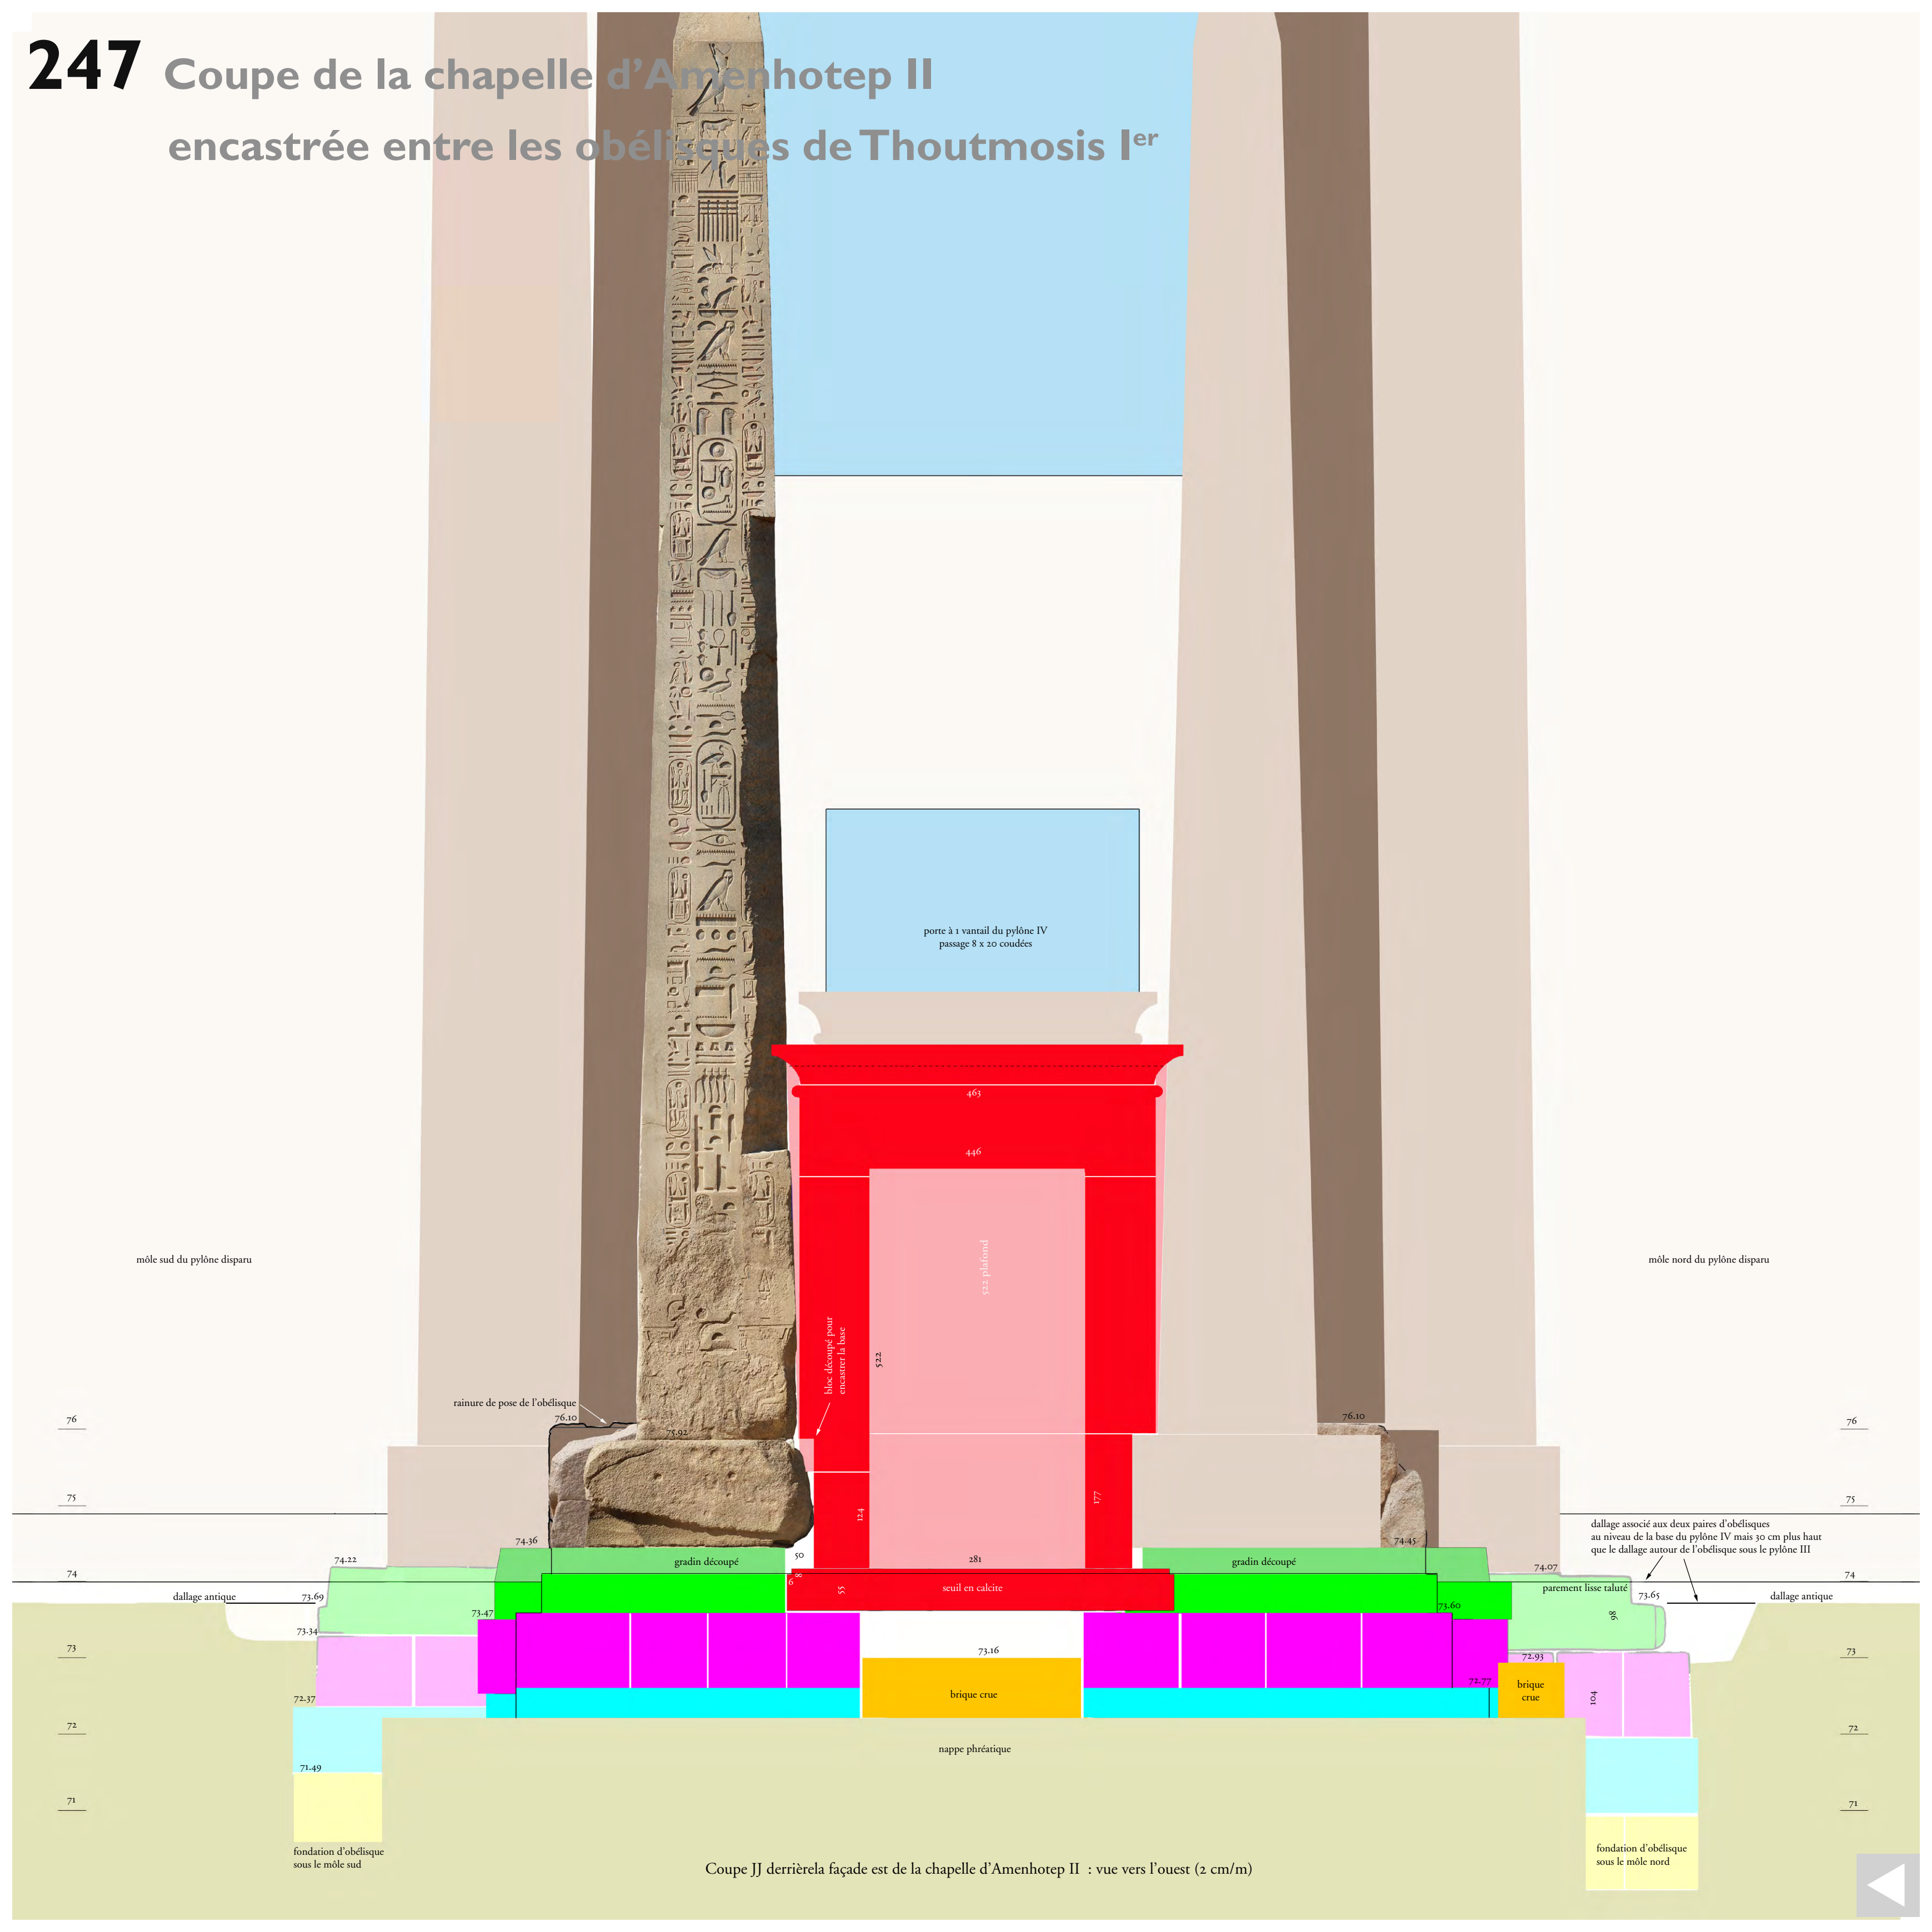 247 Coupe de la chapelle d'Amenhotep II
encastrée entre les obélisques de Thoutmosis Ier
porte à 1 vantail du pylône IV
passage 8 x 20 coudées
463
446
522 plafond
522
bloc découpé pour
encastrer la base
môle sud du pylône disparu
môle nord du pylône disparu
rainure de pose de l'obélisque
76.10
75.92
76.10
76
76
75
75
124
177
dallage associé aux deux paires d'obélisques
au niveau de la base du pylône IV mais 30 cm plus haut
que le dallage autour de l'obélisque sous le pylône III
74.36
74.45
74.22
gradin découpé
50
281
gradin découpé
74.07
74
74
6 8
55
seuil en calcite
parement lisse taluté
dallage antique
73.69
73.65
dallage antique
73.47
73.60
98
73.34
73
73.16
72.93
73
72.37
brique crue
72.77
brique
crue
104
72
72
nappe phréatique
71.49
71
71
fondation d'obélisque
sous le môle sud
fondation d'obélisque
sous le môle nord
Coupe JJ derrièrela façade est de la chapelle d'Amenhotep II : vue vers l'ouest (2 cm/m)